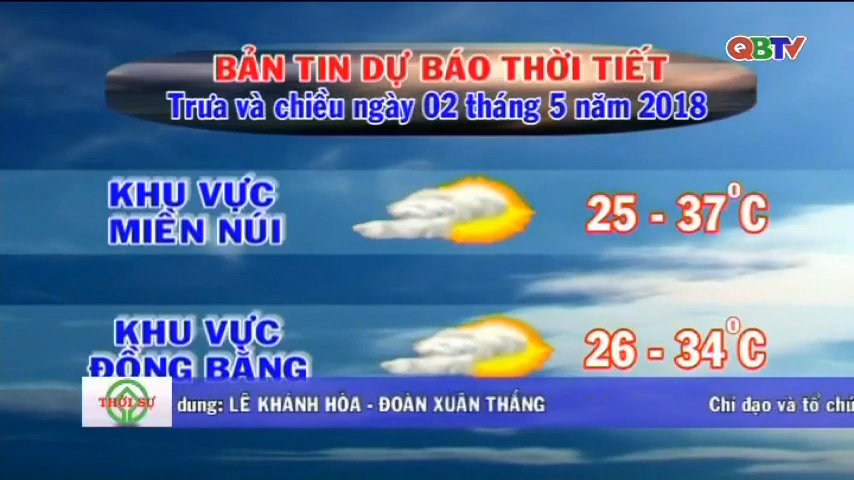 QBTV
BẢN TIN DỰ BÁO THỜI TIẾT
Trưa và chiều ngày 02 tháng 5 năm 2018
KHU VỰC
MIỀN NÚI
25 - 37°C
KHU VỰC
ĐỒNG BẰNG
26 - 34°C
THỜI SỰ
dung: LÊ KHÁNH HÒA - ĐOÀN XUÂN THẮNG
Chỉ đạo và tổ chứ